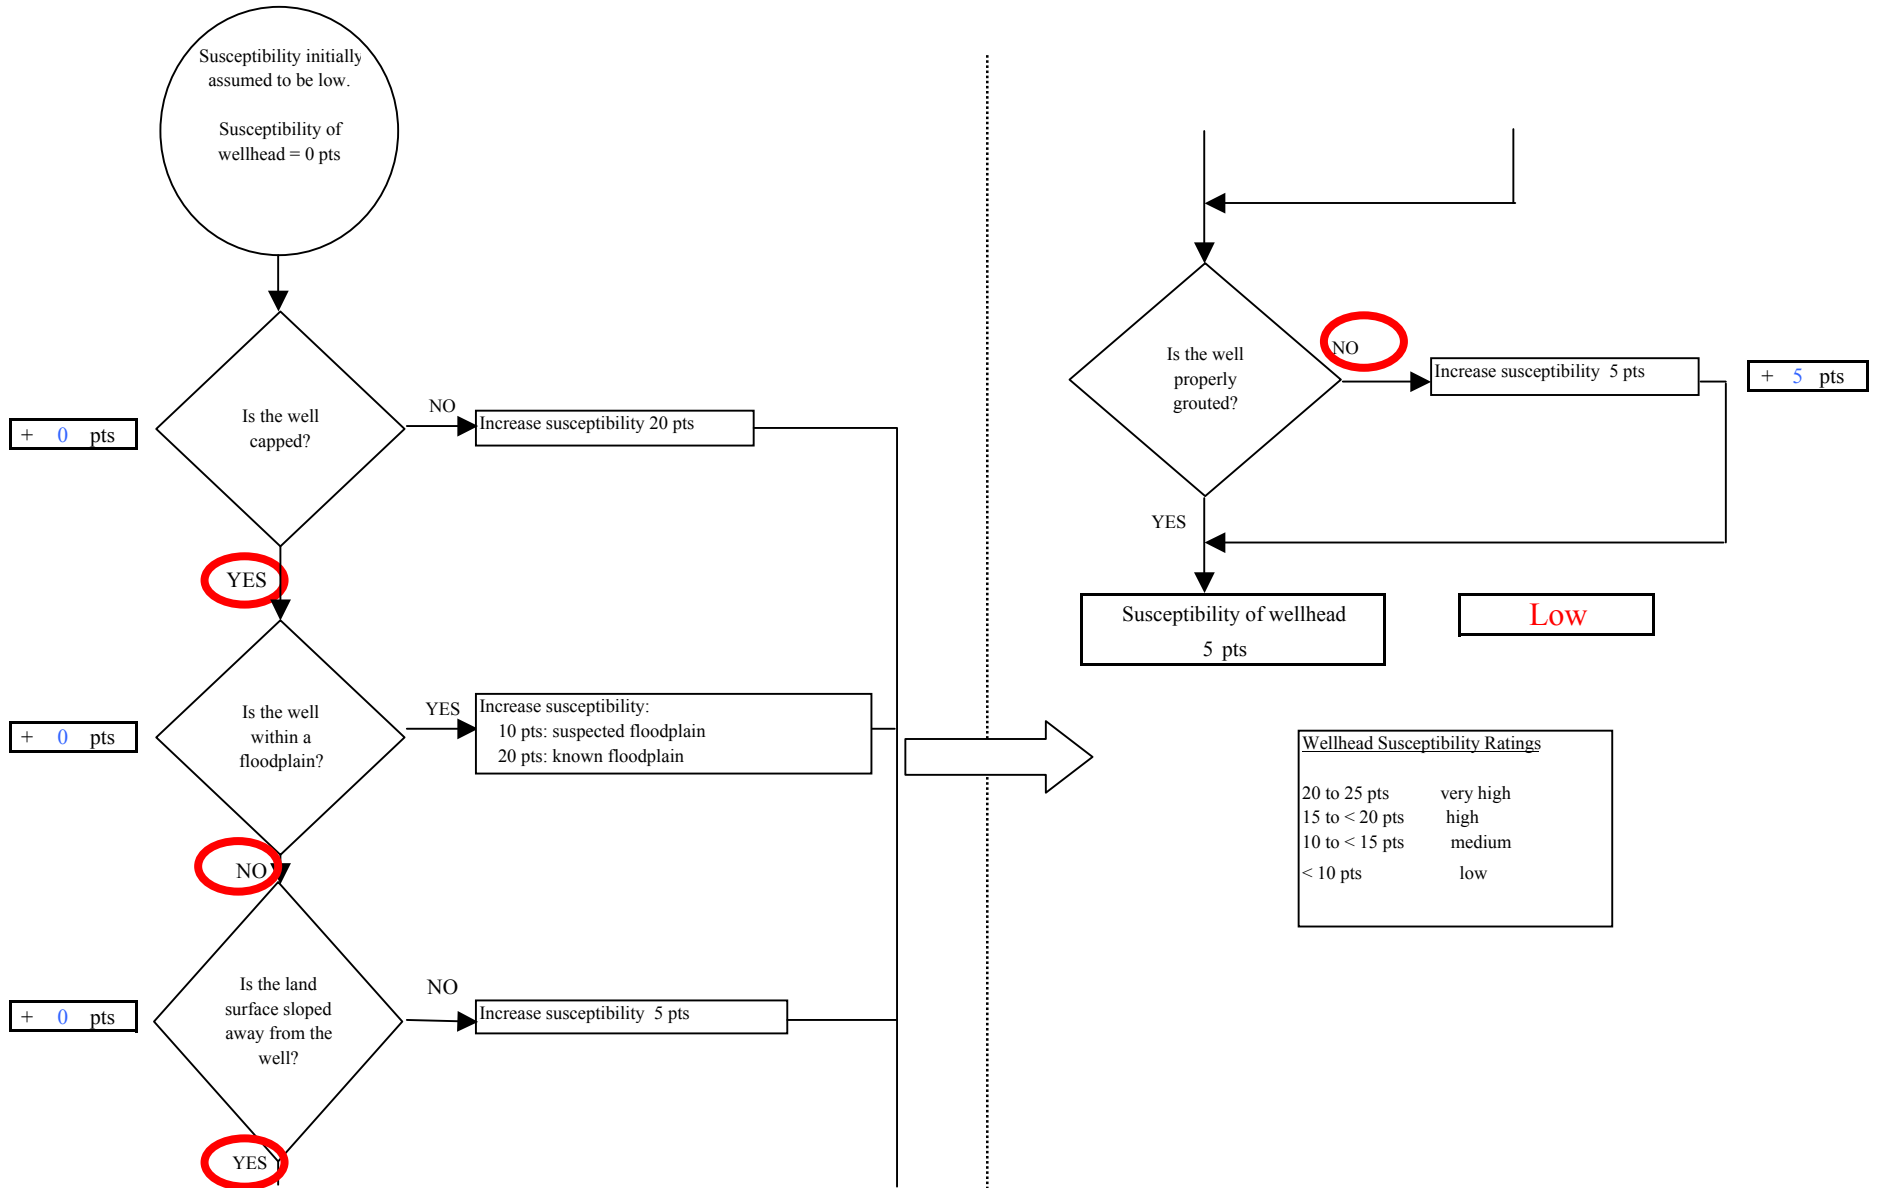 Susceptibility initially
assumed to be low.
Susceptibility of
wellhead = 0 pts
Is the well
capped?
NO
Increase susceptibility 20 pts
+ 0 pts
YES
Is the well
within a
floodplain?
YES
Increase susceptibility:
10 pts: suspected floodplain
20 pts: known floodplain
+ 0 pts
NO
Is the land
surface sloped
away from the
well?
NO
Increase susceptibility 5 pts
+ 0 pts
YES
Is the well
properly
grouted?
NO
Increase susceptibility 5 pts
+ 5 pts
YES
Susceptibility of wellhead
5 pts
Low
Wellhead Susceptibility Ratings
20 to 25 pts very high
15 to < 20 pts high
10 to < 15 pts medium
< 10 pts low